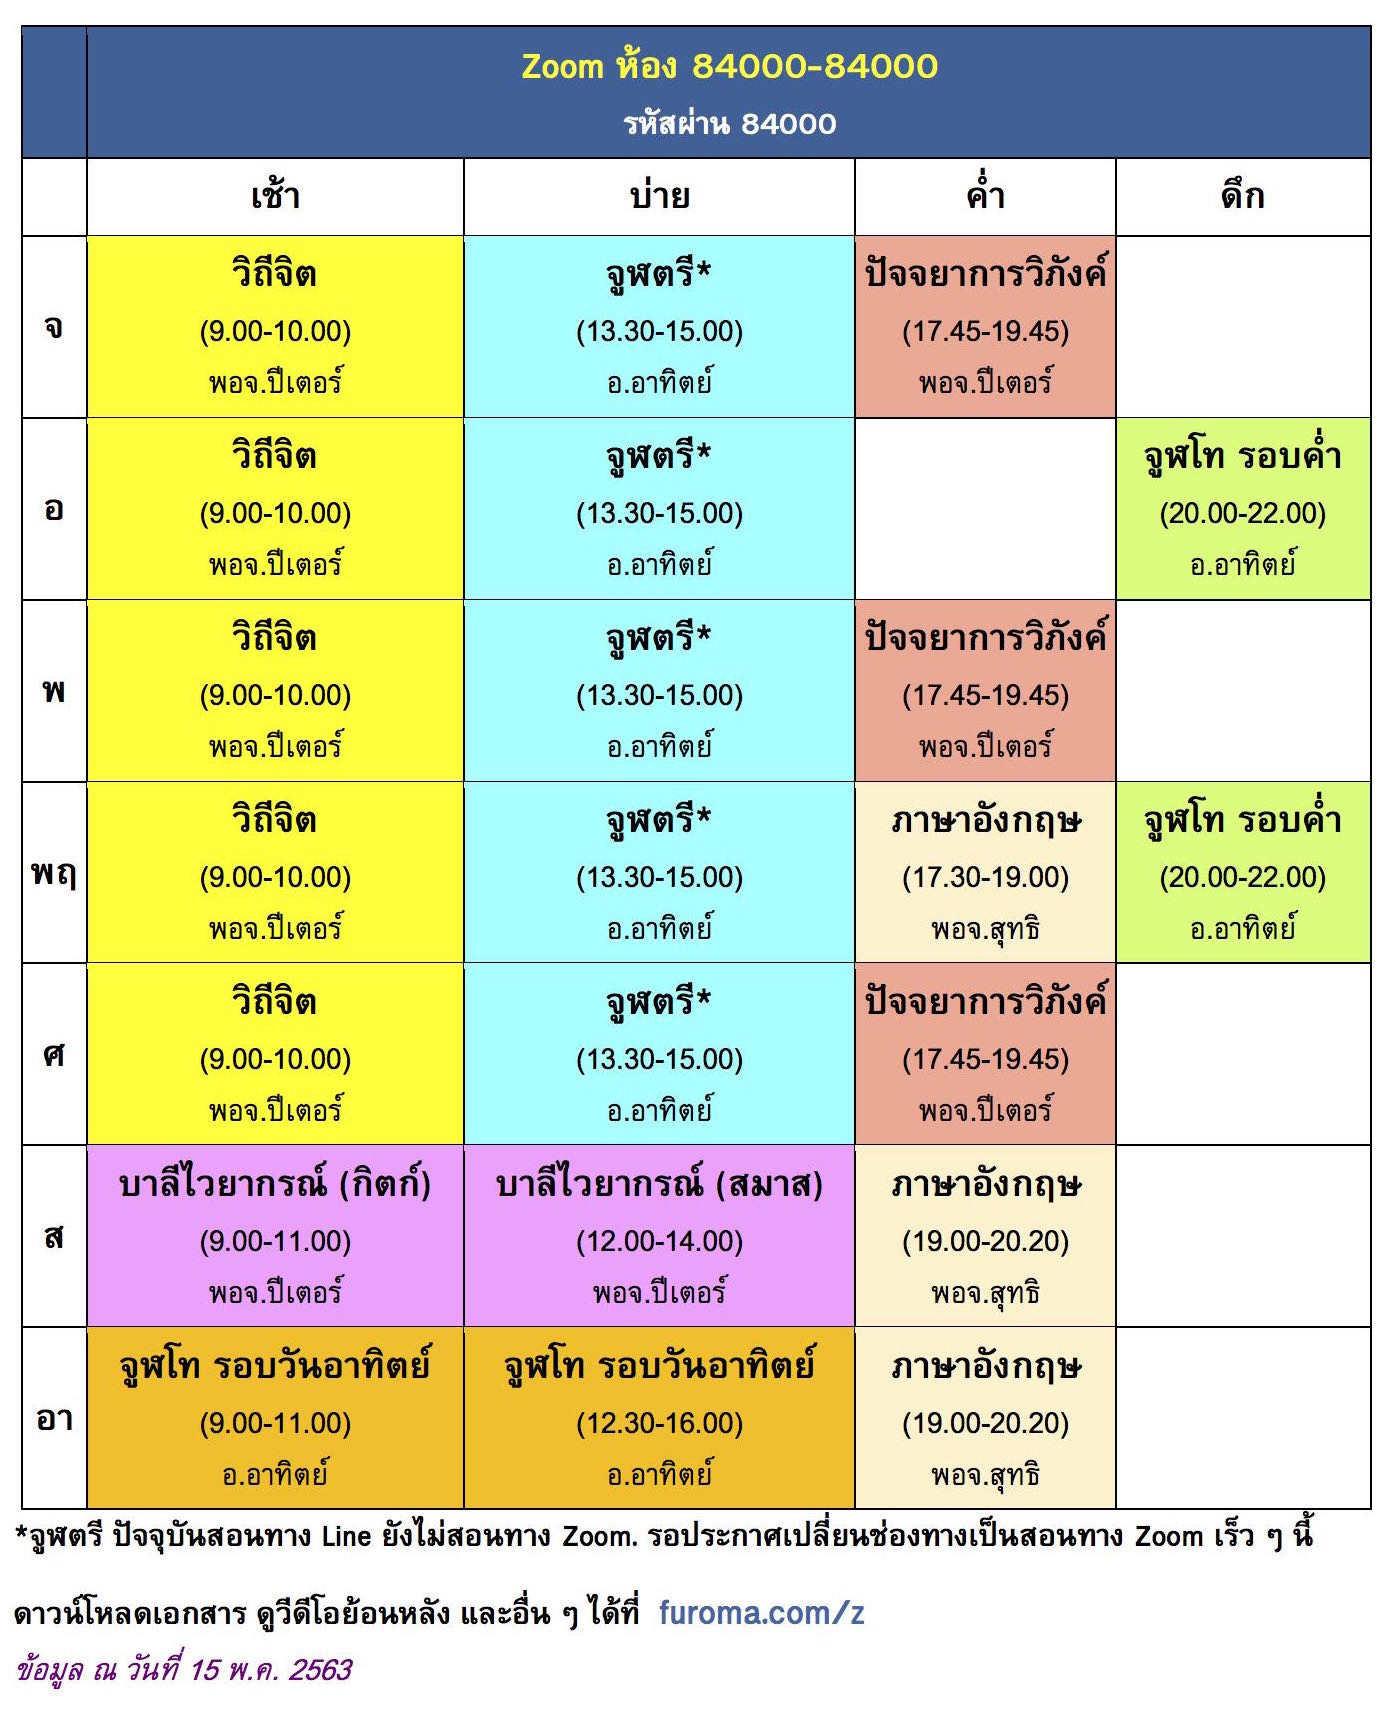 Zoom ห้อง 84000-84000
รหัสผ่าน 84000
เช้า บ่าย ค่ำ ดึก
จ
วิถีจิต
(9.00-10.00)
พอจ.ปีเตอร์
จูฬตรี*
(13.30-15.00)
อ.อาทิตย์
ปัจจยาการวิภังค์
(17.45-19.45)
พอจ.ปีเตอร์
อ
วิถีจิต
(9.00-10.00)
พอจ.ปีเตอร์
จูฬตรี*
(13.30-15.00)
อ.อาทิตย์
จูฬโท รอบค่ำ
(20.00-22.00)
อ.อาทิตย์
พ
วิถีจิต
(9.00-10.00)
พอจ.ปีเตอร์
จูฬตรี*
(13.30-15.00)
อ.อาทิตย์
ปัจจยาการวิภังค์
(17.45-19.45)
พอจ.ปีเตอร์
พฤ
วิถีจิต
(9.00-10.00)
พอจ.ปีเตอร์
จูฬตรี*
(13.30-15.00)
อ.อาทิตย์
ภาษาอังกฤษ
(17.30-19.00)
พอจ.สุทธิ
จูฬโท รอบค่ำ
(20.00-22.00)
อ.อาทิตย์
ศ
วิถีจิต
(9.00-10.00)
พอจ.ปีเตอร์
จูฬตรี*
(13.30-15.00)
อ.อาทิตย์
ปัจจยาการวิภังค์
(17.45-19.45)
พอจ.ปีเตอร์
ส
บาลีไวยากรณ์ (กิตก์)
(9.00-11.00)
พอจ.ปีเตอร์
บาลีไวยากรณ์ (สมาส)
(12.00-14.00)
พอจ.ปีเตอร์
ภาษาอังกฤษ
(19.00-20.20)
พอจ.สุทธิ
อา
จูฬโท รอบวันอาทิตย์
(9.00-11.00)
อ.อาทิตย์
จูฬโท รอบวันอาทิตย์
(12.30-16.00)
อ.อาทิตย์
ภาษาอังกฤษ
(19.00-20.20)
พอจ.สุทธิ
*จูฬตรี ปัจจุบันสอนทาง Line ยังไม่สอนทาง Zoom. รอประกาศเปลี่ยนช่องทางเป็นสอนทาง Zoom เร็ว ๆ นี้
ดาวน์โหลดเอกสาร ดูวีดีโอย้อนหลัง และอื่น ๆ ได้ที่ furoma.com/z
ข้อมูล ณ วันที่ 15 พ.ค. 2563